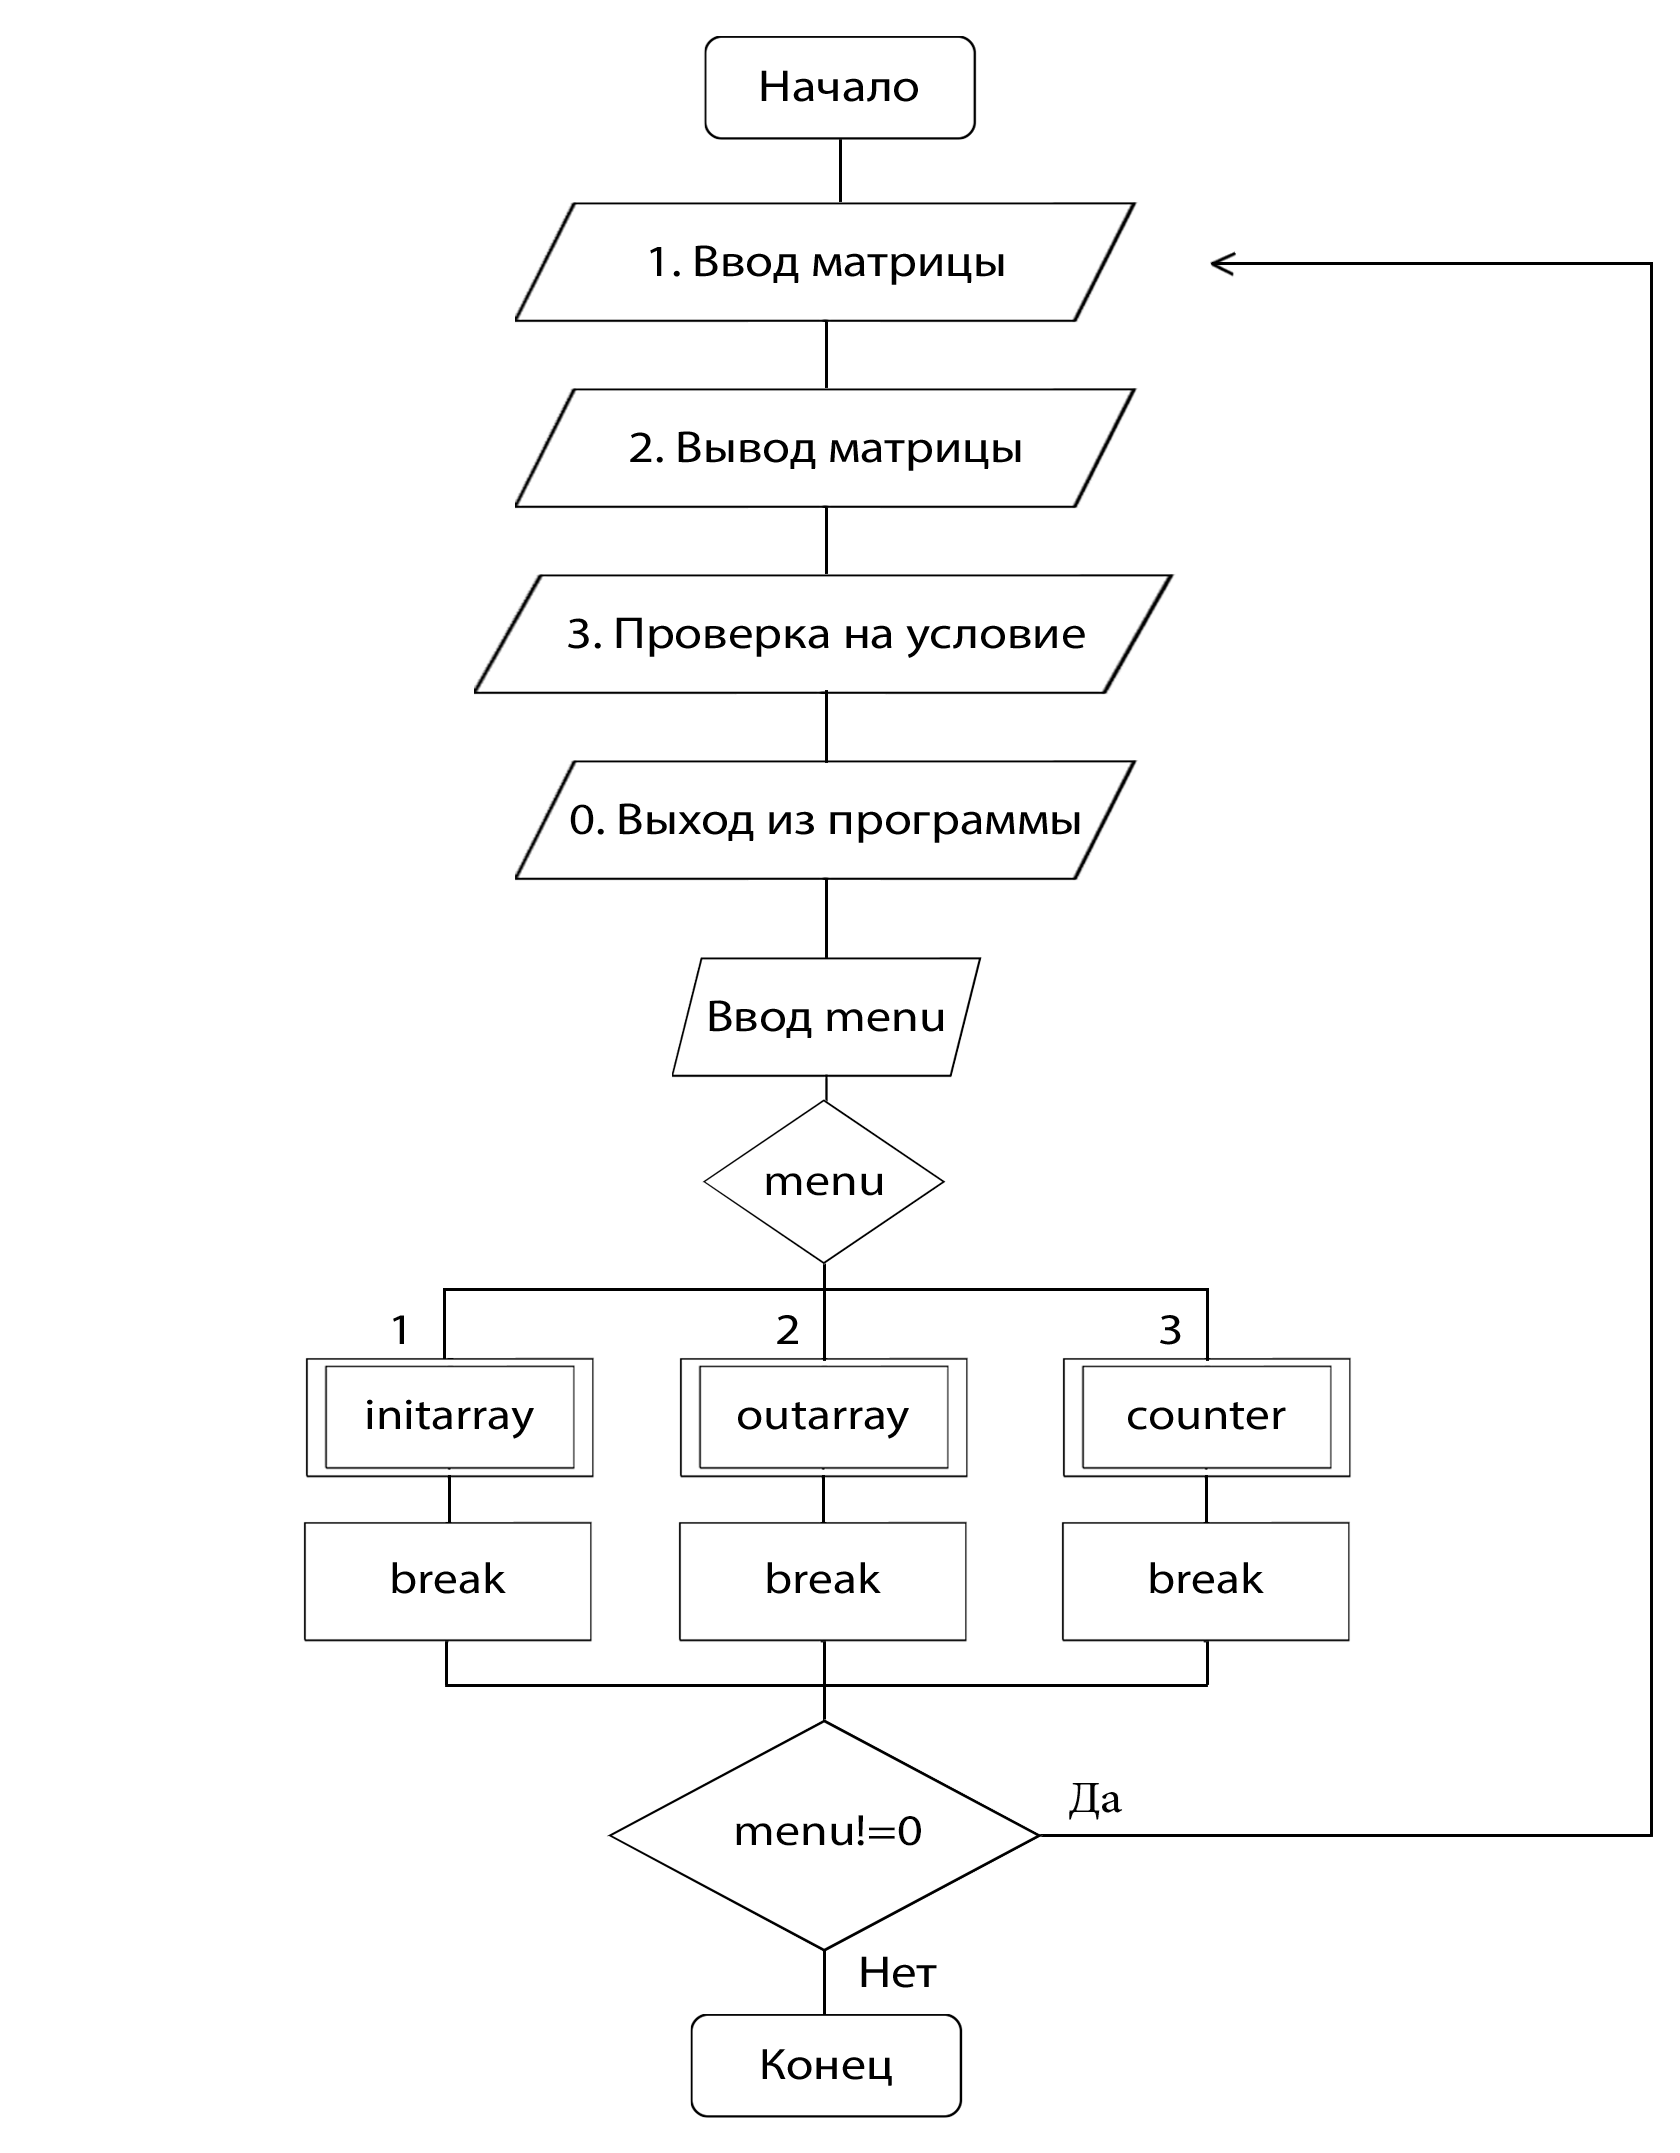 Начало
1. Ввод матрицы
2. Вывод матрицы
3. Проверка на условие
0. Выход из программы
Ввод menu
menu
1 2 3
initarray outarray counter
break break break
menu!=0
Да
Нет
Конец